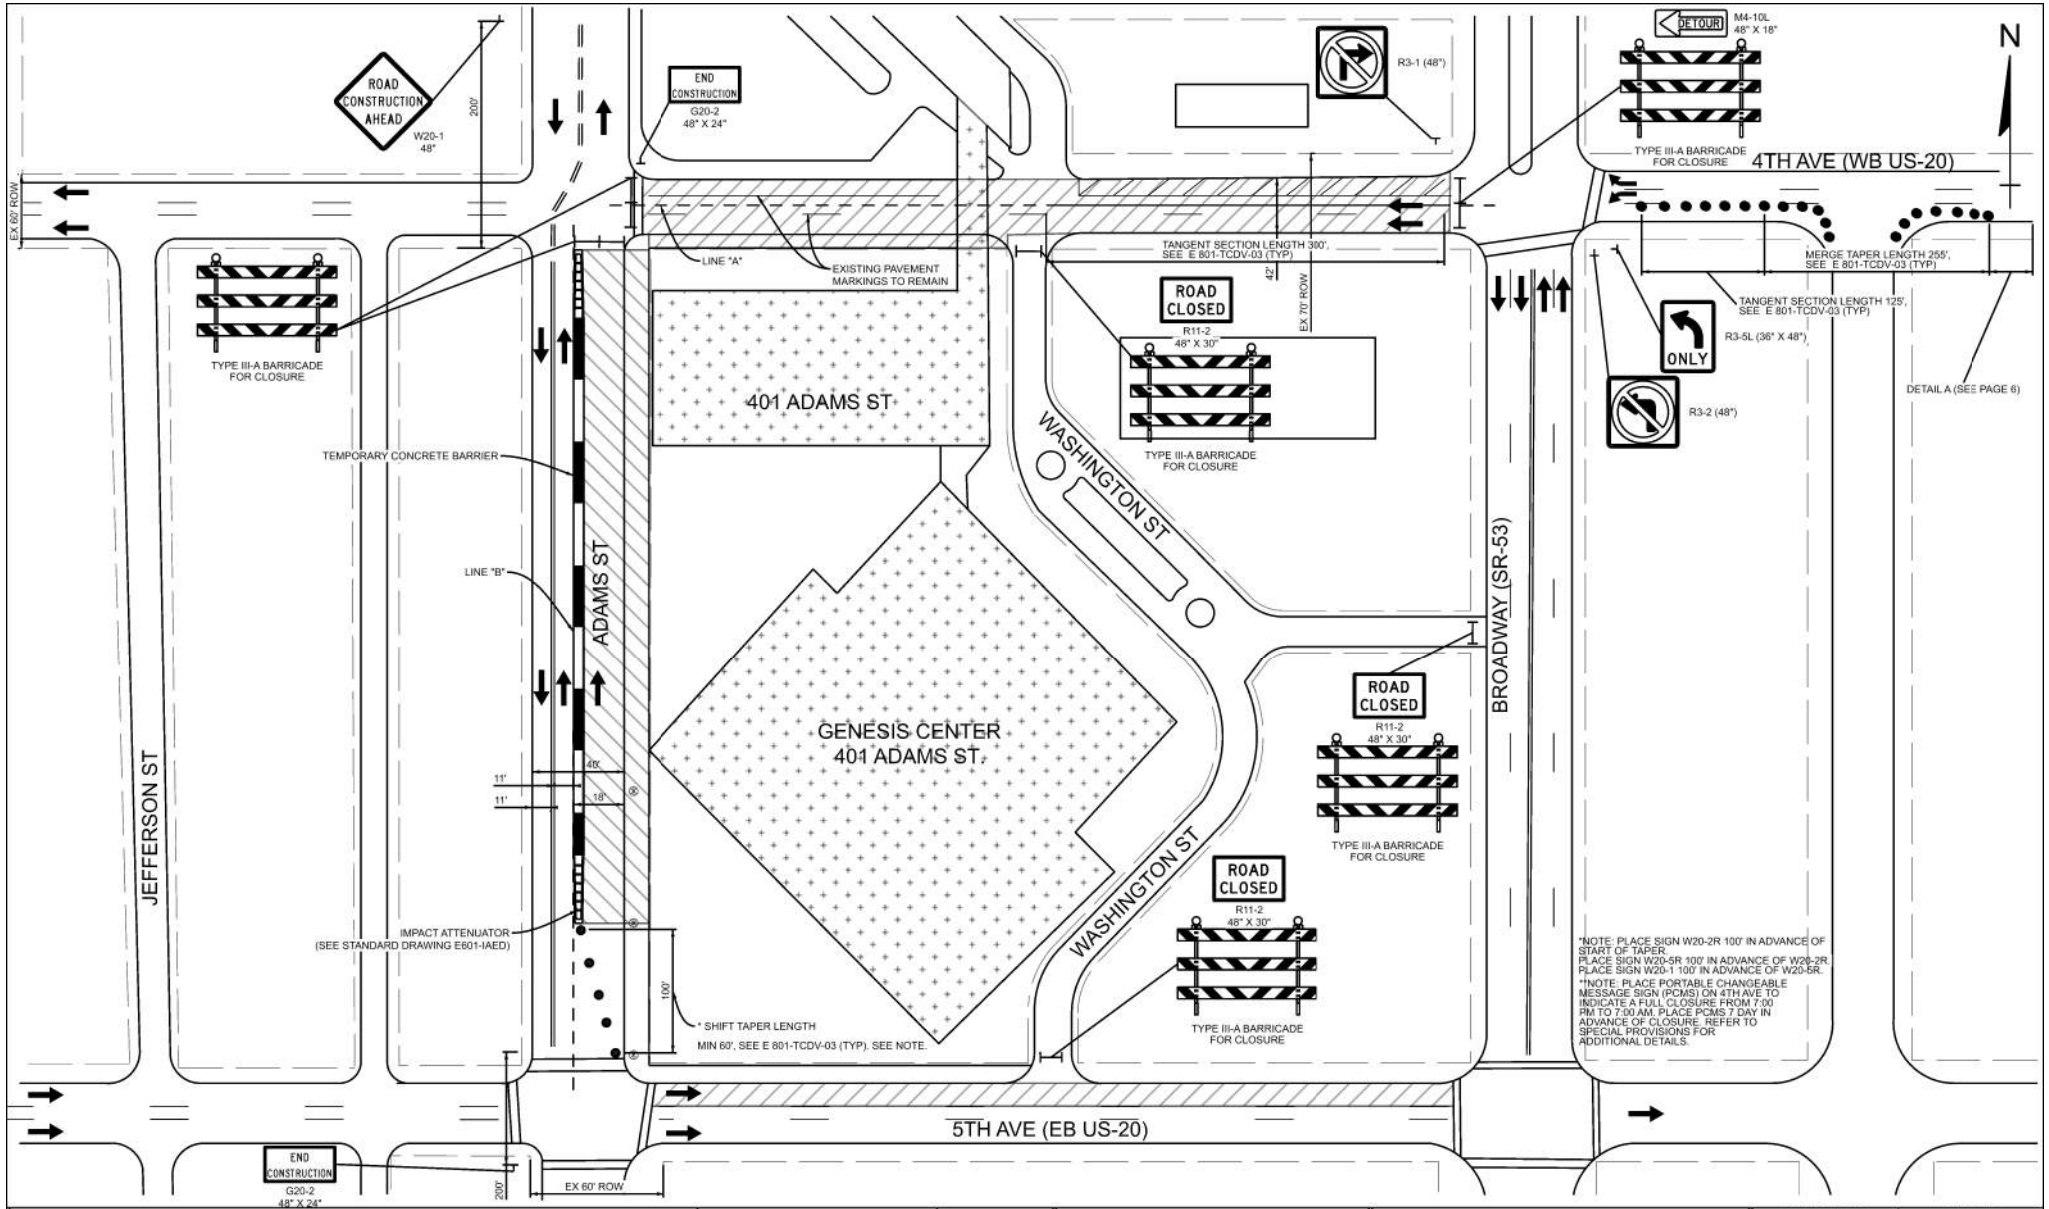 ROAD
CONSTRUCTION
AHEAD
W20-1
48"
200'
END
CONSTRUCTION
G20-2
48" X 24"
R3-1 (48")
DETOUR
M4-10L
48" X 18"
N
TYPE III-A BARRICADE
FOR CLOSURE
4TH AVE (WB US-20)
EX 60' ROW
LINE "A"
EXISTING PAVEMENT
MARKINGS TO REMAIN
TANGENT SECTION LENGTH 300',
SEE E 801-TCDV-03 (TYP)
42'
EX 70' ROW
MERGE TAPER LENGTH 255',
SEE E 801-TCDV-03 (TYP)
TANGENT SECTION LENGTH 125',
SEE E 801-TCDV-03 (TYP)
ONLY
R3-5L (36" X 48")
R3-2 (48")
DETAIL A (SEE PAGE 6)
TYPE III-A BARRICADE
FOR CLOSURE
ROAD
CLOSED
R11-2
48" X 30"
TYPE III-A BARRICADE
FOR CLOSURE
401 ADAMS ST
WASHINGTON ST
TEMPORARY CONCRETE BARRIER
LINE "B"
ADAMS ST
BROADWAY (SR-53)
JEFFERSON ST
GENESIS CENTER
401 ADAMS ST.
ROAD
CLOSED
R11-2
48" X 30"
TYPE III-A BARRICADE
FOR CLOSURE
40'
11'
18'
11'
WASHINGTON ST
ROAD
CLOSED
R11-2
48" X 30"
TYPE III-A BARRICADE
FOR CLOSURE
IMPACT ATTENUATOR
(SEE STANDARD DRAWING E601-IAED)
100'
* SHIFT TAPER LENGTH
MIN 60', SEE E 801-TCDV-03 (TYP). SEE NOTE.
*NOTE: PLACE SIGN W20-2R 100' IN ADVANCE OF
START OF TAPER.
PLACE SIGN W20-5R 100' IN ADVANCE OF W20-2R.
PLACE SIGN W20-1 100' IN ADVANCE OF W20-5R.
**NOTE: PLACE PORTABLE CHANGEABLE
MESSAGE SIGN (PCMS) ON 4TH AVE TO
INDICATE A FULL CLOSURE FROM 7:00
PM TO 7:00 AM. PLACE PCMS 7 DAY IN
ADVANCE OF CLOSURE. REFER TO
SPECIAL PROVISIONS FOR
ADDITIONAL DETAILS.
5TH AVE (EB US-20)
END
CONSTRUCTION
G20-2
48" X 24"
200'
EX 60' ROW